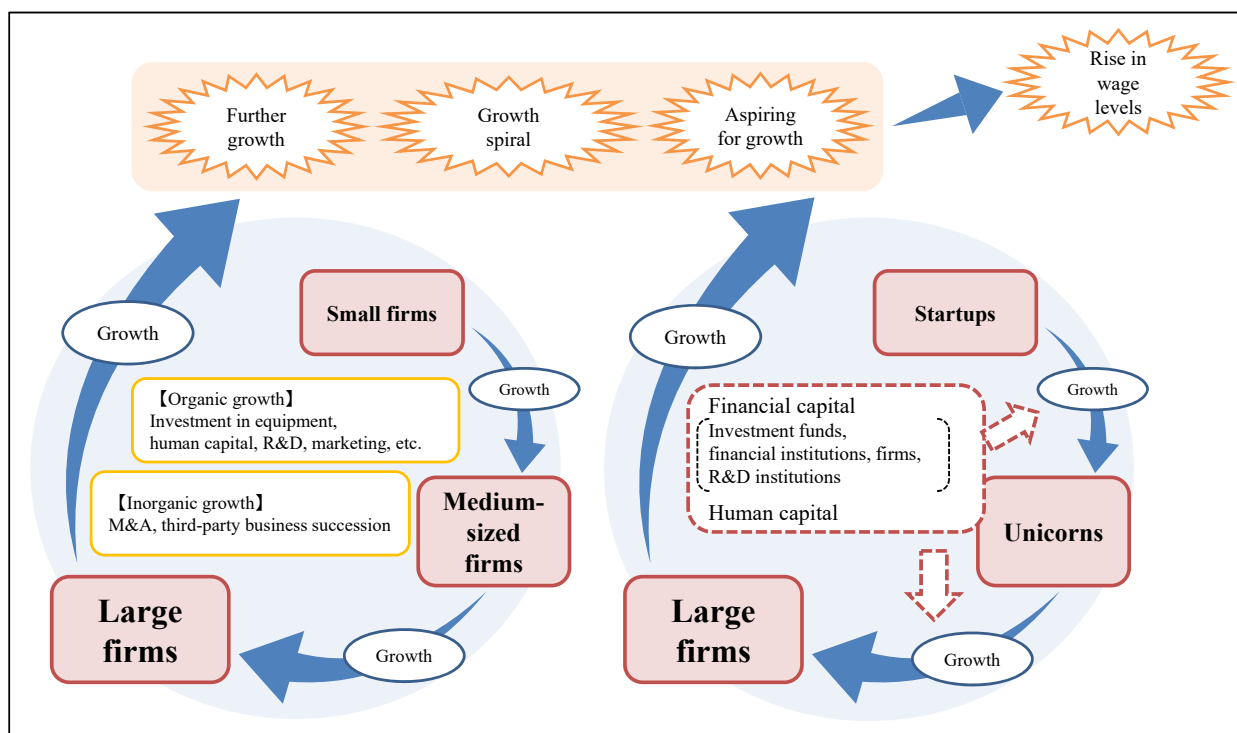 Further
growth
Growth
spiral
Aspiring
for growth
Rise in
wage
levels
Small firms
Growth
Growth
【Organic growth】
Investment in equipment,
human capital, R&D, marketing, etc.
【Inorganic growth】
M&A, third-party business succession
Medium-
sized
firms
Large
firms
Growth
Startups
Growth
Growth
Financial capital
Investment funds,
financial institutions, firms,
R&D institutions
Human capital
Unicorns
Large
firms
Growth